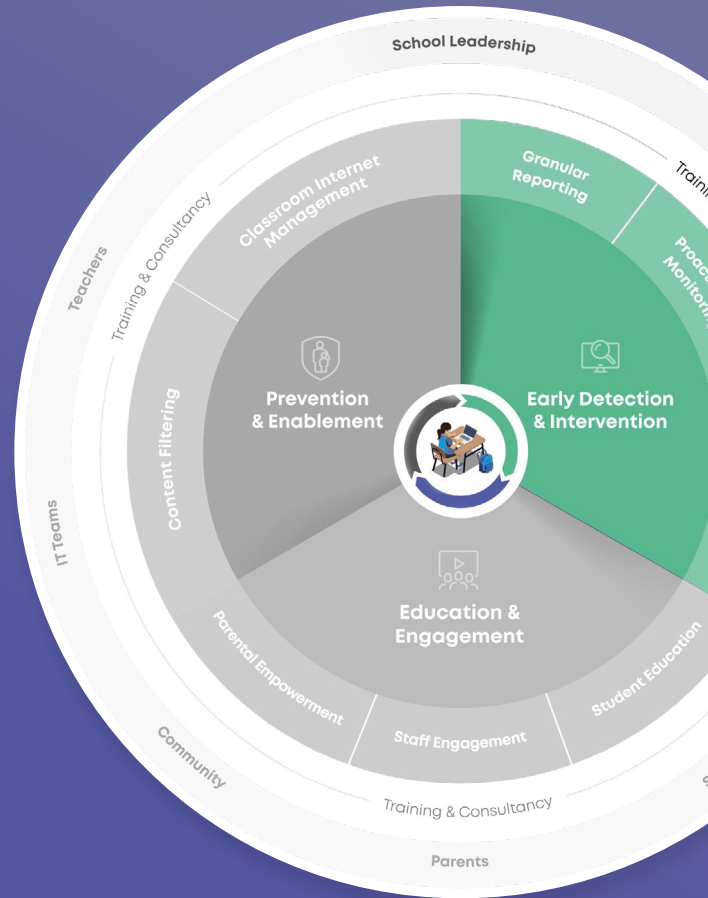 School Leadership
Teachers
IT Teams
Community
Parents
Training & Consultancy
Training & Consultancy
Classroom Internet
Management
Content Filtering
Granular
Reporting
Prevention
& Enablement
Early Detection
& Intervention
Education &
Engagement
Parental Empowerment
Staff Engagement
Student Education